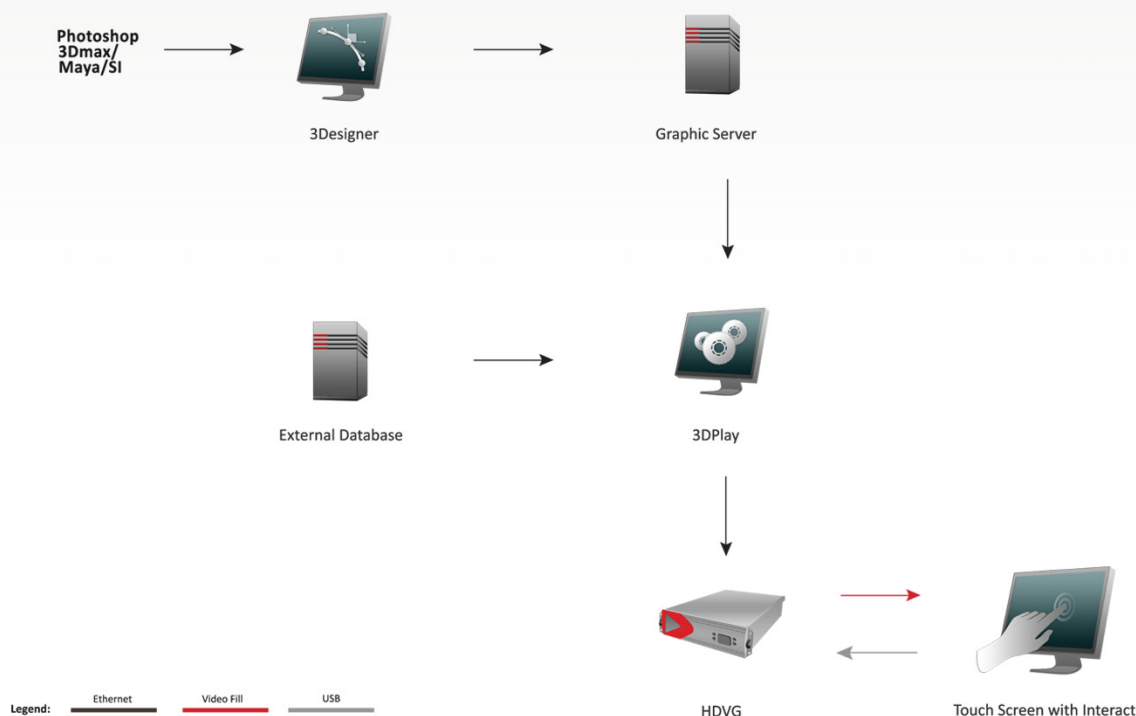 Photoshop
3Dmax/
Maya/SI
3Designer
Graphic Server
External Database
3DPlay
HDVG
Touch Screen with Interact
Legend:
Ethernet
Video Fill
USB